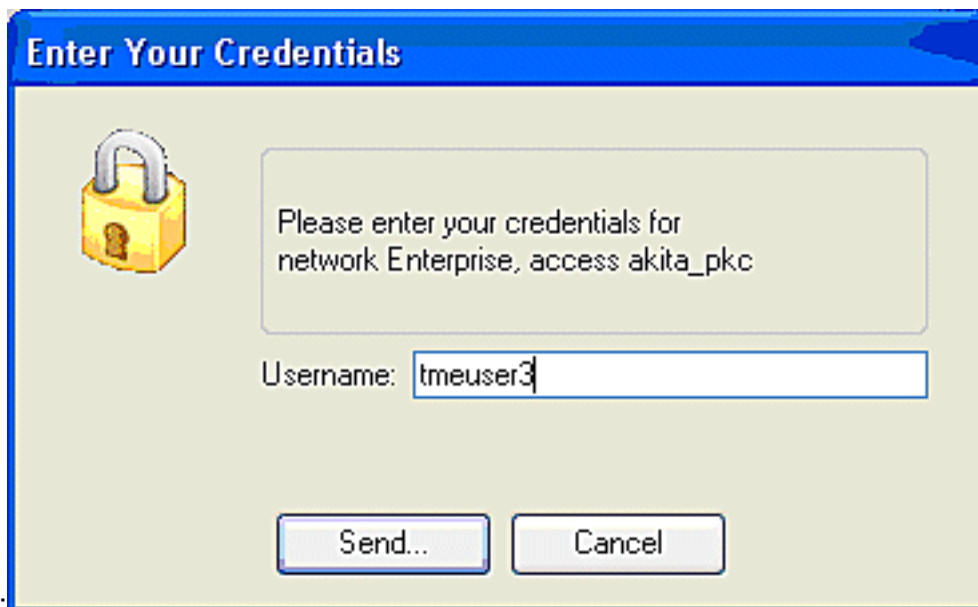 Enter Your Credentials
Please enter your credentials for
network Enterprise, access akita_pkc
Username: tmeuser3
Send... Cancel
.